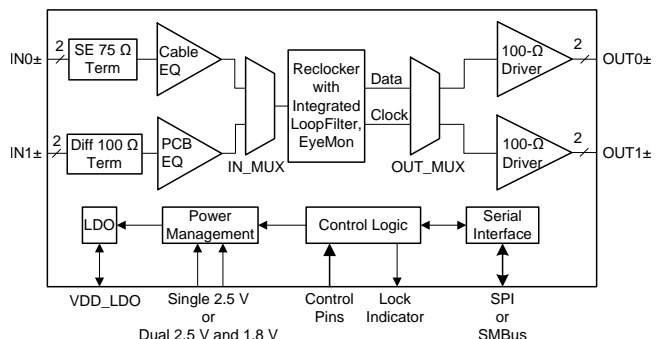 IN0±
2
SE 75 Ω
Term
Cable
EQ
IN1±
2
Diff 100 Ω
Term
PCB
EQ
IN_MUX
Reclocker
with
Integrated
LoopFilter,
EyeMon
Data
Clock
OUT_MUX
100-Ω
Driver
2
OUT0±
100-Ω
Driver
2
OUT1±
LDO
Power
Management
Control Logic
Serial
Interface
VDD_LDO
Single 2.5 V
or
Dual 2.5 V and 1.8 V
Control
Pins
Lock
Indicator
SPI
or
SMBus